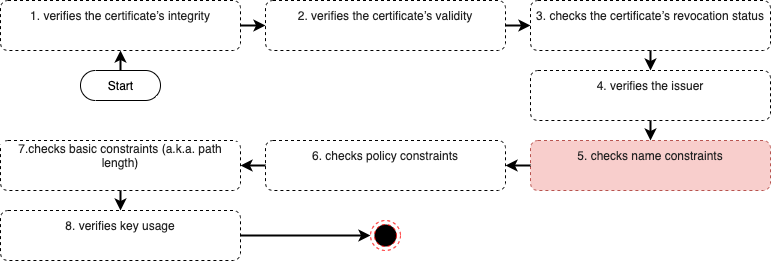 1. verifies the certificate's integrity
2. verifies the certificate's validity
3. checks the certificate's revocation status
Start
4. verifies the issuer
5. checks name constraints
6. checks policy constraints
7.checks basic constraints (a.k.a. path
length)
8. verifies key usage